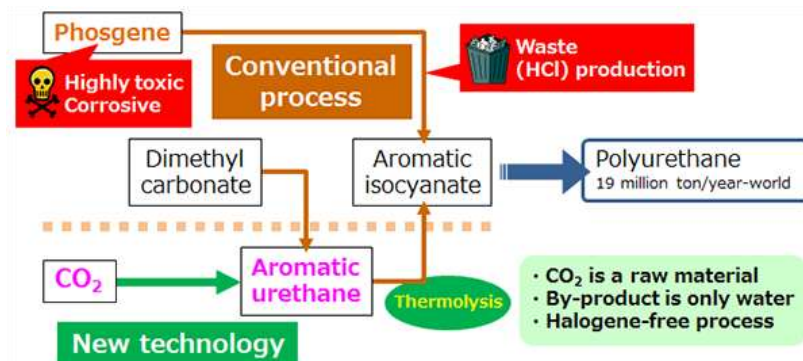 Phosgene
Highly toxic
Corrosive
Conventional
process
Waste
(HCl) production
Dimethyl
carbonate
Aromatic
isocyanate
Polyurethane
19 million ton/year-world
CO₂
Aromatic
urethane
Thermolysis
New technology
· CO₂ is a raw material
· By-product is only water
· Halogene-free process